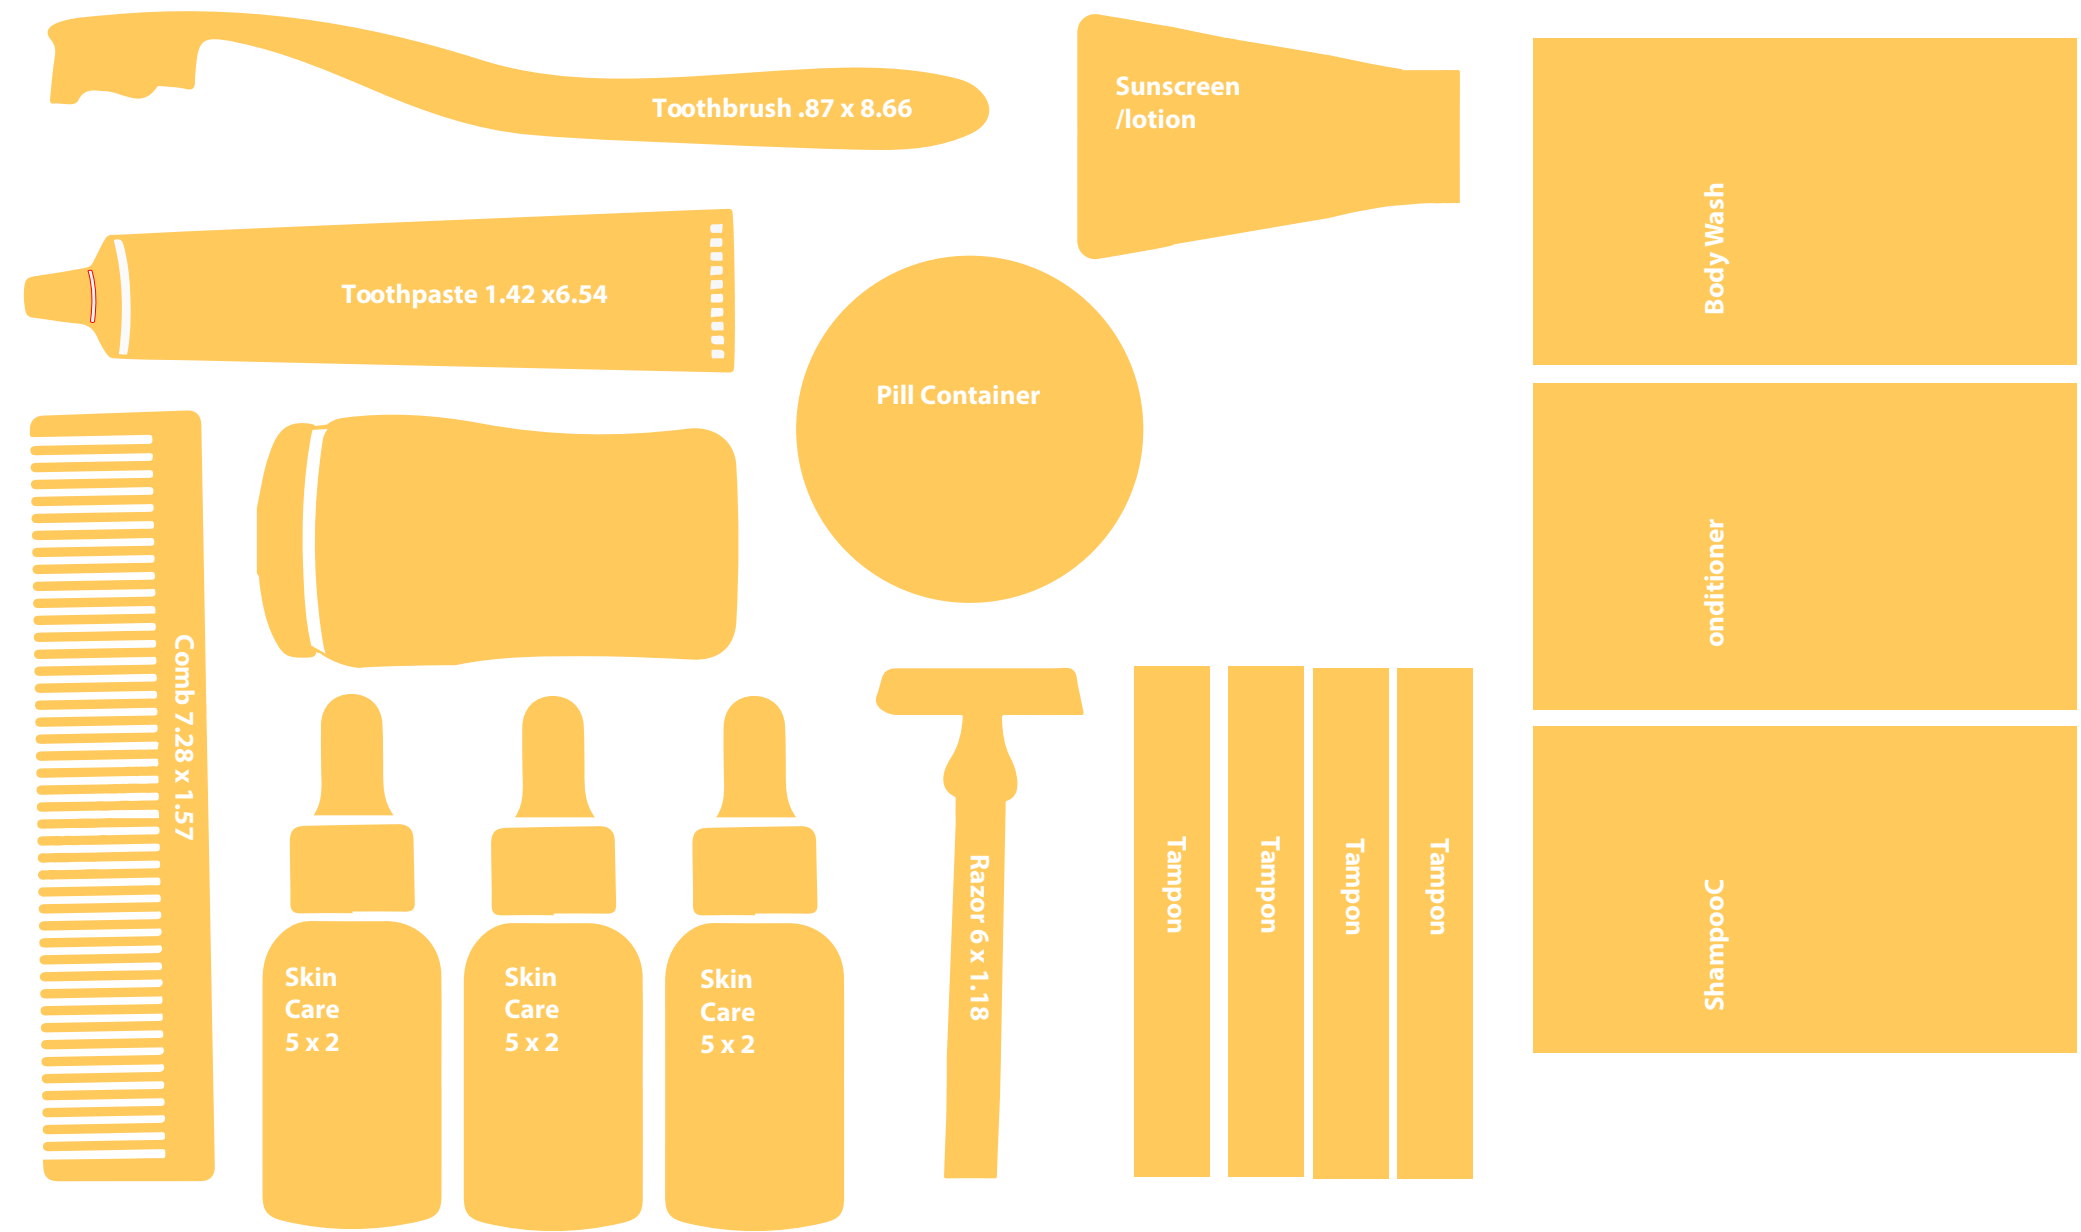 Toothbrush .87 x 8.66
Sunscreen
/lotion
Body Wash
Toothpaste 1.42 x6.54
Pill Container
onditioner
Comb 7.28 x 1.57
Skin
Care
5 x 2
Skin
Care
5 x 2
Skin
Care
5 x 2
Razor 6 x 1.18
Tampon
Tampon
Tampon
Tampon
ShampooC